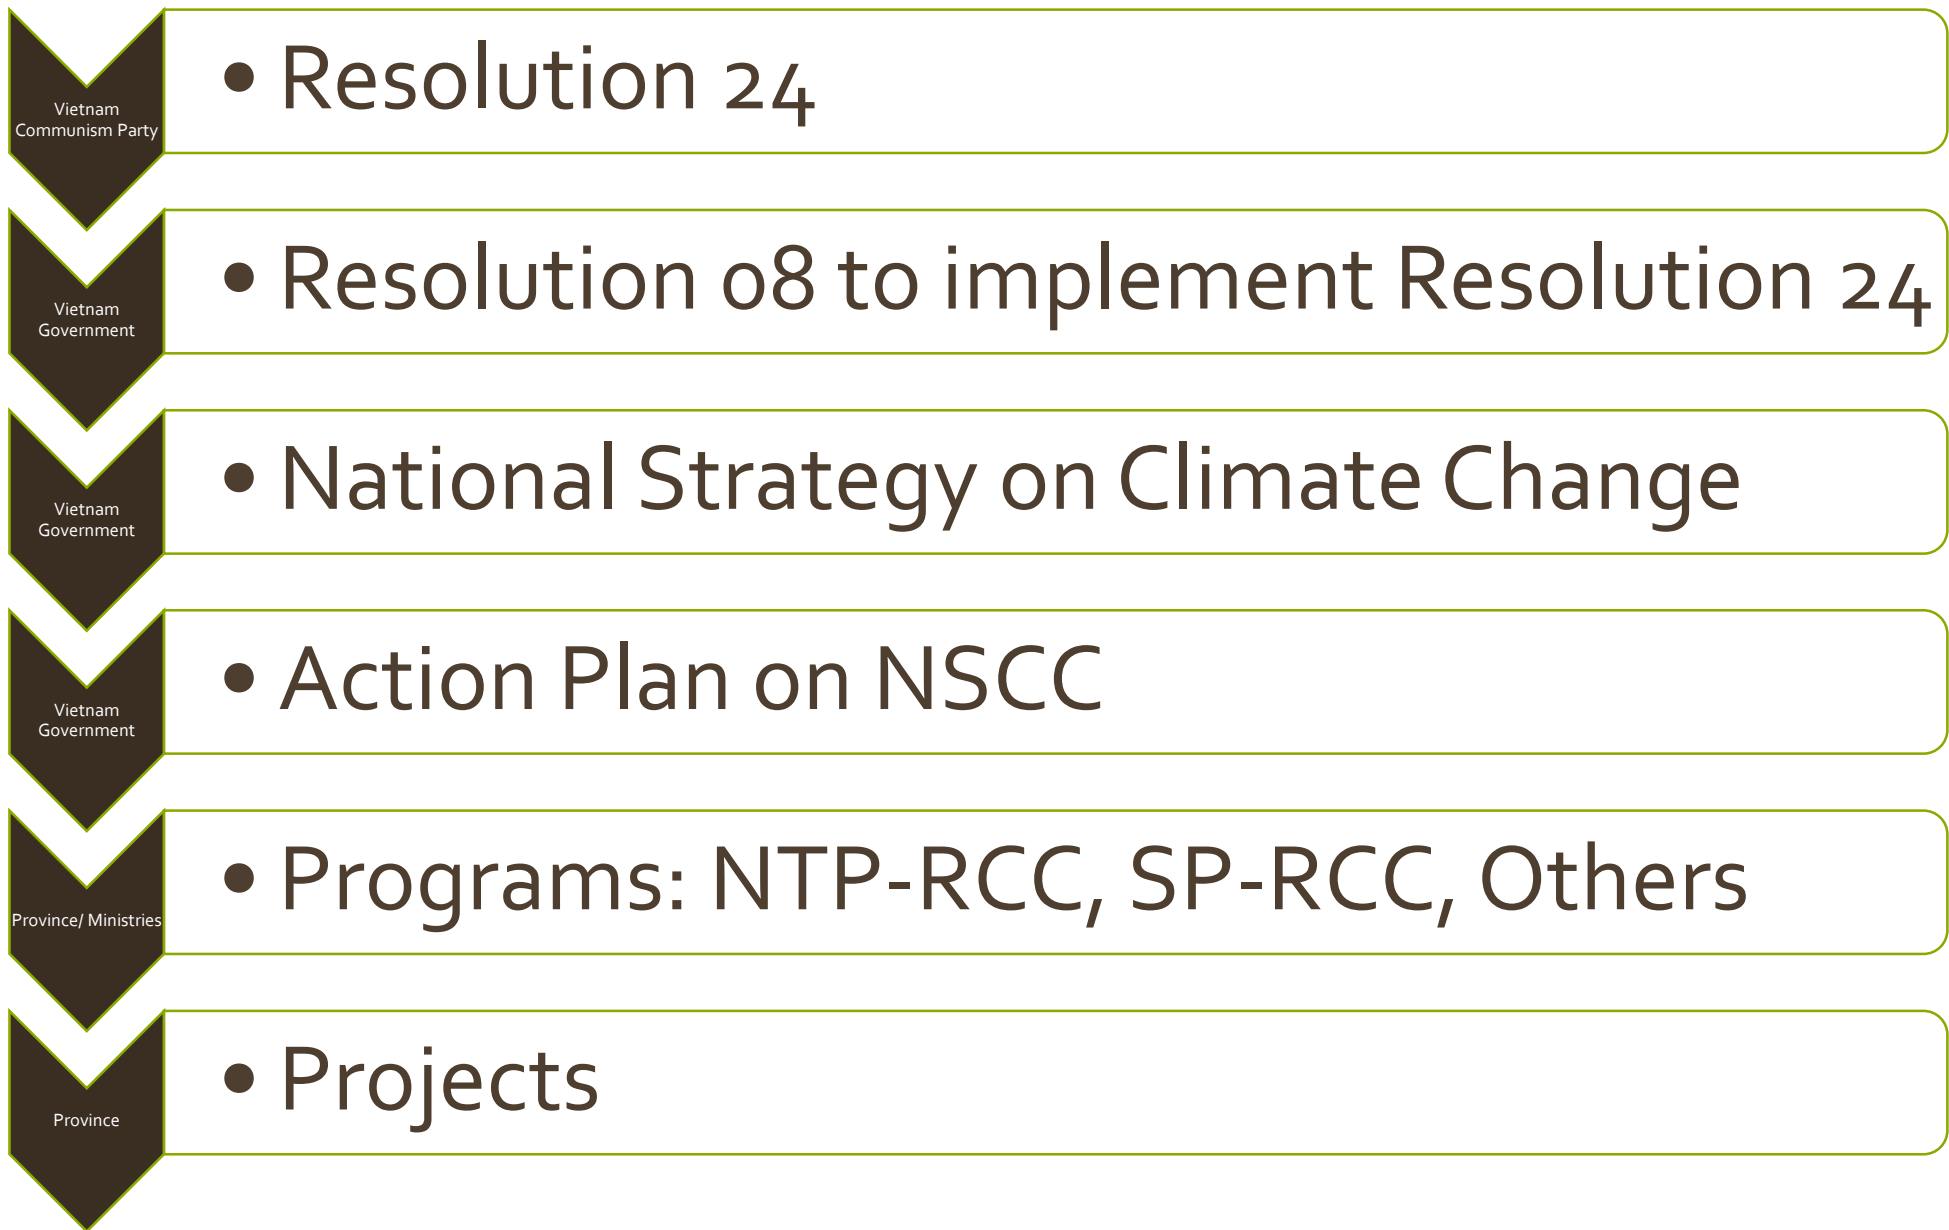 Vietnam
Communism Party
• Resolution 24
Vietnam
Government
• Resolution 08 to implement Resolution 24
Vietnam
Government
• National Strategy on Climate Change
Vietnam
Government
• Action Plan on NSCC
Province/ Ministries
• Programs: NTP-RCC, SP-RCC, Others
Province
• Projects